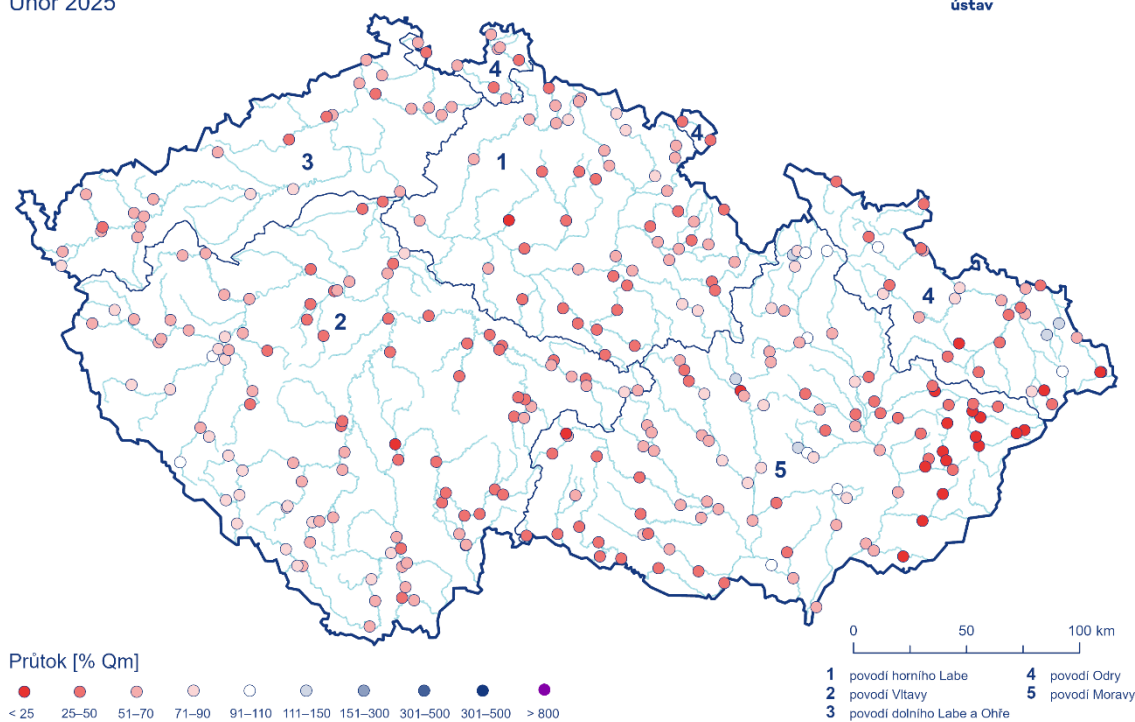 Únor 2025
ústav
4
4
1
3
2
4
5
Průtok [% Qm]
< 25 25–50 51–70 71–90 91–110 111–150 151–300 301–500 301–500 > 800
0 50 100 km
1 povodí horního Labe
2 povodí Vltavy
3 povodí dolního Labe a Ohře
4 povodí Odry
5 povodí Moravy